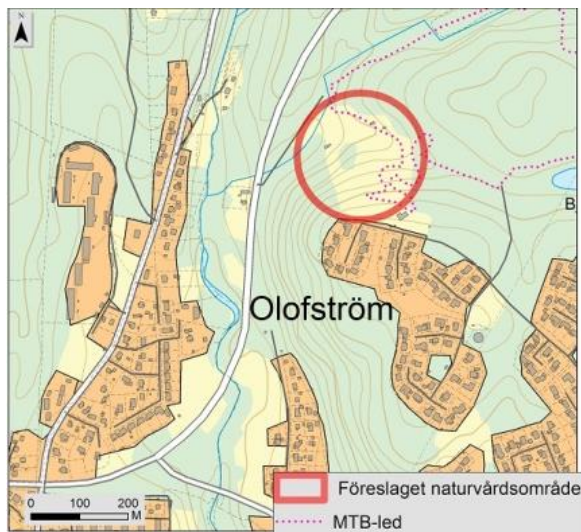 N
Olofström
B
0 100 200
M
Föreslaget naturvårdsområde
MTB-led